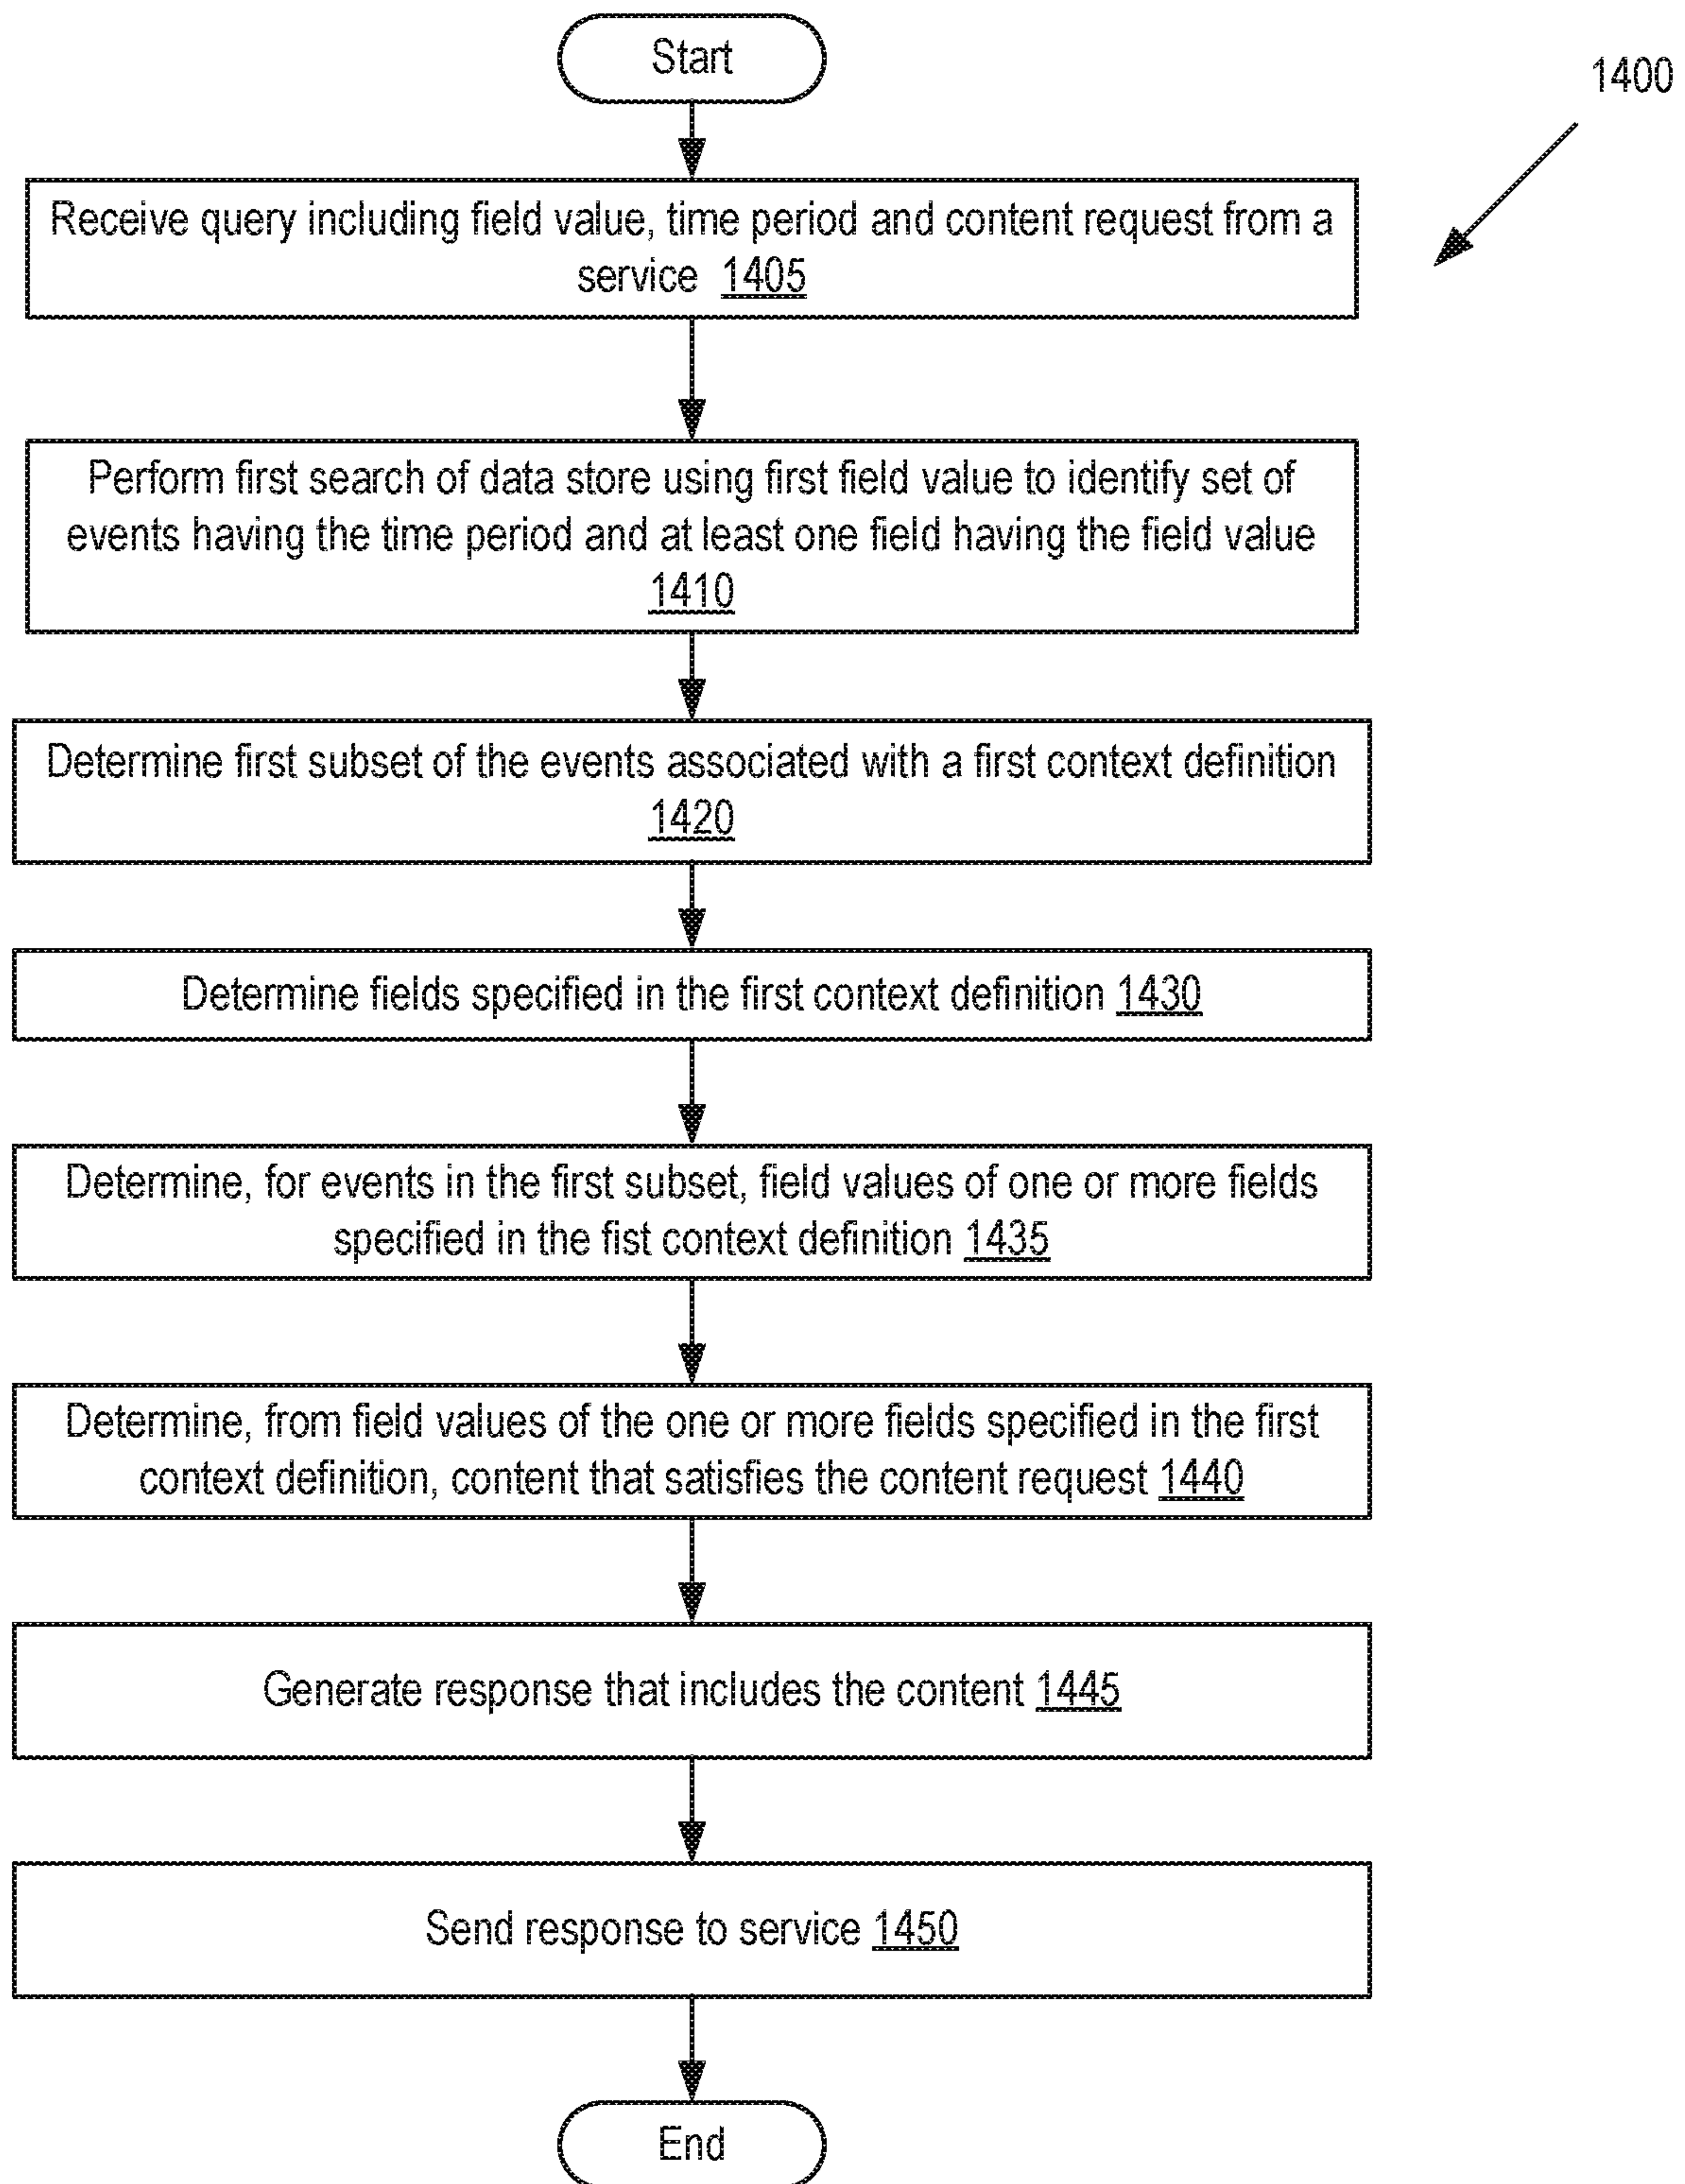 Start
1400
Receive query including field value, time period and content request from a
service 1405
Perform first search of data store using first field value to identify set of
events having the time period and at least one field having the field value
1410
Determine first subset of the events associated with a first context definition
1420
Determine fields specified in the first context definition 1430
Determine, for events in the first subset, field values of one or more fields
specified in the fist context definition 1435
Determine, from field values of the one or more fields specified in the first
context definition, content that satisfies the content request 1440
Generate response that includes the content 1445
Send response to service 1450
End